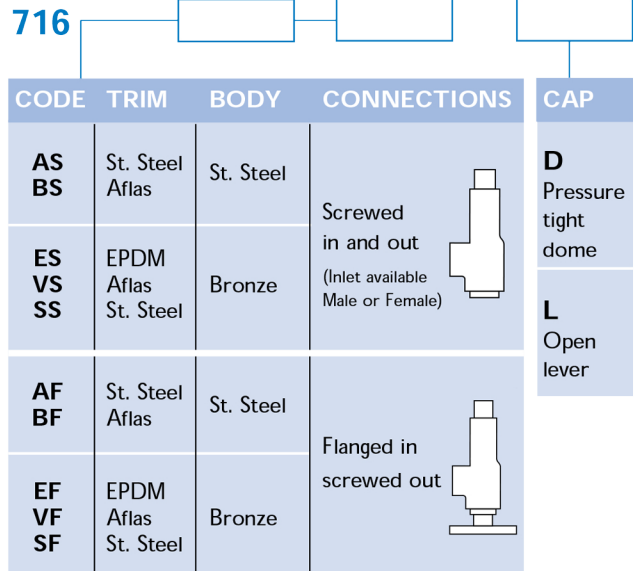 716
CODE TRIM BODY CONNECTIONS CAP
AS St. Steel
BS Aflas
St. Steel
ES EPDM
VS Aflas
SS St. Steel
Bronze
Screwed
in and out
(Inlet available
Male or Female)
AF St. Steel
BF Aflas
St. Steel
EF EPDM
VF Aflas
SF St. Steel
Bronze
Flanged in
screwed out
D
Pressure
tight
dome
L
Open
lever